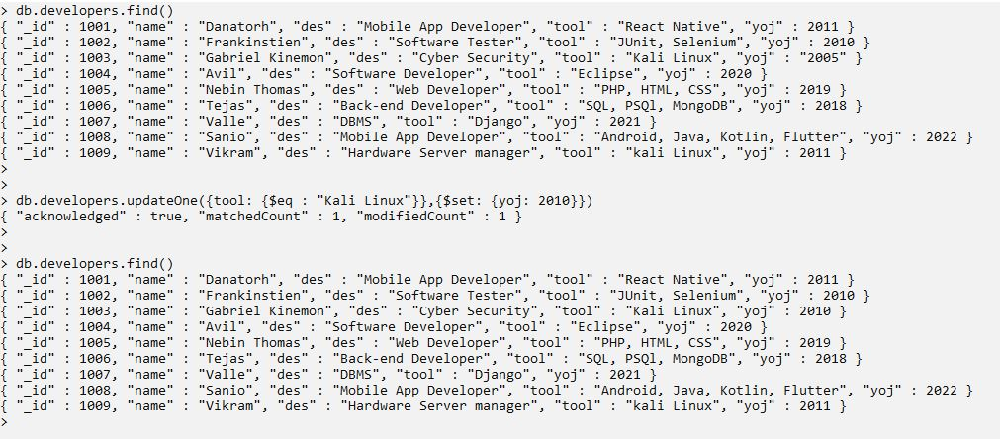 > db.developers.find()
{ "_id" : 1001, "name" : "Danatorh", "des" : "Mobile App Developer", "tool" : "React Native", "yoj" : 2011 }
{ "_id" : 1002, "name" : "Frankinstien", "des" : "Software Tester", "tool" : "JUnit, Selenium", "yoj" : 2010 }
{ "_id" : 1003, "name" : "Gabriel Kinemon", "des" : "Cyber Security", "tool" : "Kali Linux", "yoj" : "2005" }
{ "_id" : 1004, "name" : "Avil", "des" : "Software Developer", "tool" : "Eclipse", "yoj" : 2020 }
{ "_id" : 1005, "name" : "Nebin Thomas", "des" : "Web Developer", "tool" : "PHP, HTML, CSS", "yoj" : 2019 }
{ "_id" : 1006, "name" : "Tejas", "des" : "Back-end Developer", "tool" : "SQL, PSQl, MongoDB", "yoj" : 2018 }
{ "_id" : 1007, "name" : "Valle", "des" : "DBMS", "tool" : "Django", "yoj" : 2021 }
{ "_id" : 1008, "name" : "Sanio", "des" : "Mobile App Developer", "tool" : "Android, Java, Kotlin, Flutter", "yoj" : 2022 }
{ "_id" : 1009, "name" : "Vikram", "des" : "Hardware Server manager", "tool" : "kali Linux", "yoj" : 2011 }
>
>
> db.developers.updateOne({tool: {$eq : "Kali Linux"}},{$set: {yoj: 2010}})
{ "acknowledged" : true, "matchedCount" : 1, "modifiedCount" : 1 }
>
>
> db.developers.find()
{ "_id" : 1001, "name" : "Danatorh", "des" : "Mobile App Developer", "tool" : "React Native", "yoj" : 2011 }
{ "_id" : 1002, "name" : "Frankinstien", "des" : "Software Tester", "tool" : "JUnit, Selenium", "yoj" : 2010 }
{ "_id" : 1003, "name" : "Gabriel Kinemon", "des" : "Cyber Security", "tool" : "Kali Linux", "yoj" : 2010 }
{ "_id" : 1004, "name" : "Avil", "des" : "Software Developer", "tool" : "Eclipse", "yoj" : 2020 }
{ "_id" : 1005, "name" : "Nebin Thomas", "des" : "Web Developer", "tool" : "PHP, HTML, CSS", "yoj" : 2019 }
{ "_id" : 1006, "name" : "Tejas", "des" : "Back-end Developer", "tool" : "SQL, PSQl, MongoDB", "yoj" : 2018 }
{ "_id" : 1007, "name" : "Valle", "des" : "DBMS", "tool" : "Django", "yoj" : 2021 }
{ "_id" : 1008, "name" : "Sanio", "des" : "Mobile App Developer", "tool" : "Android, Java, Kotlin, Flutter", "yoj" : 2022 }
{ "_id" : 1009, "name" : "Vikram", "des" : "Hardware Server manager", "tool" : "kali Linux", "yoj" : 2011 }
>